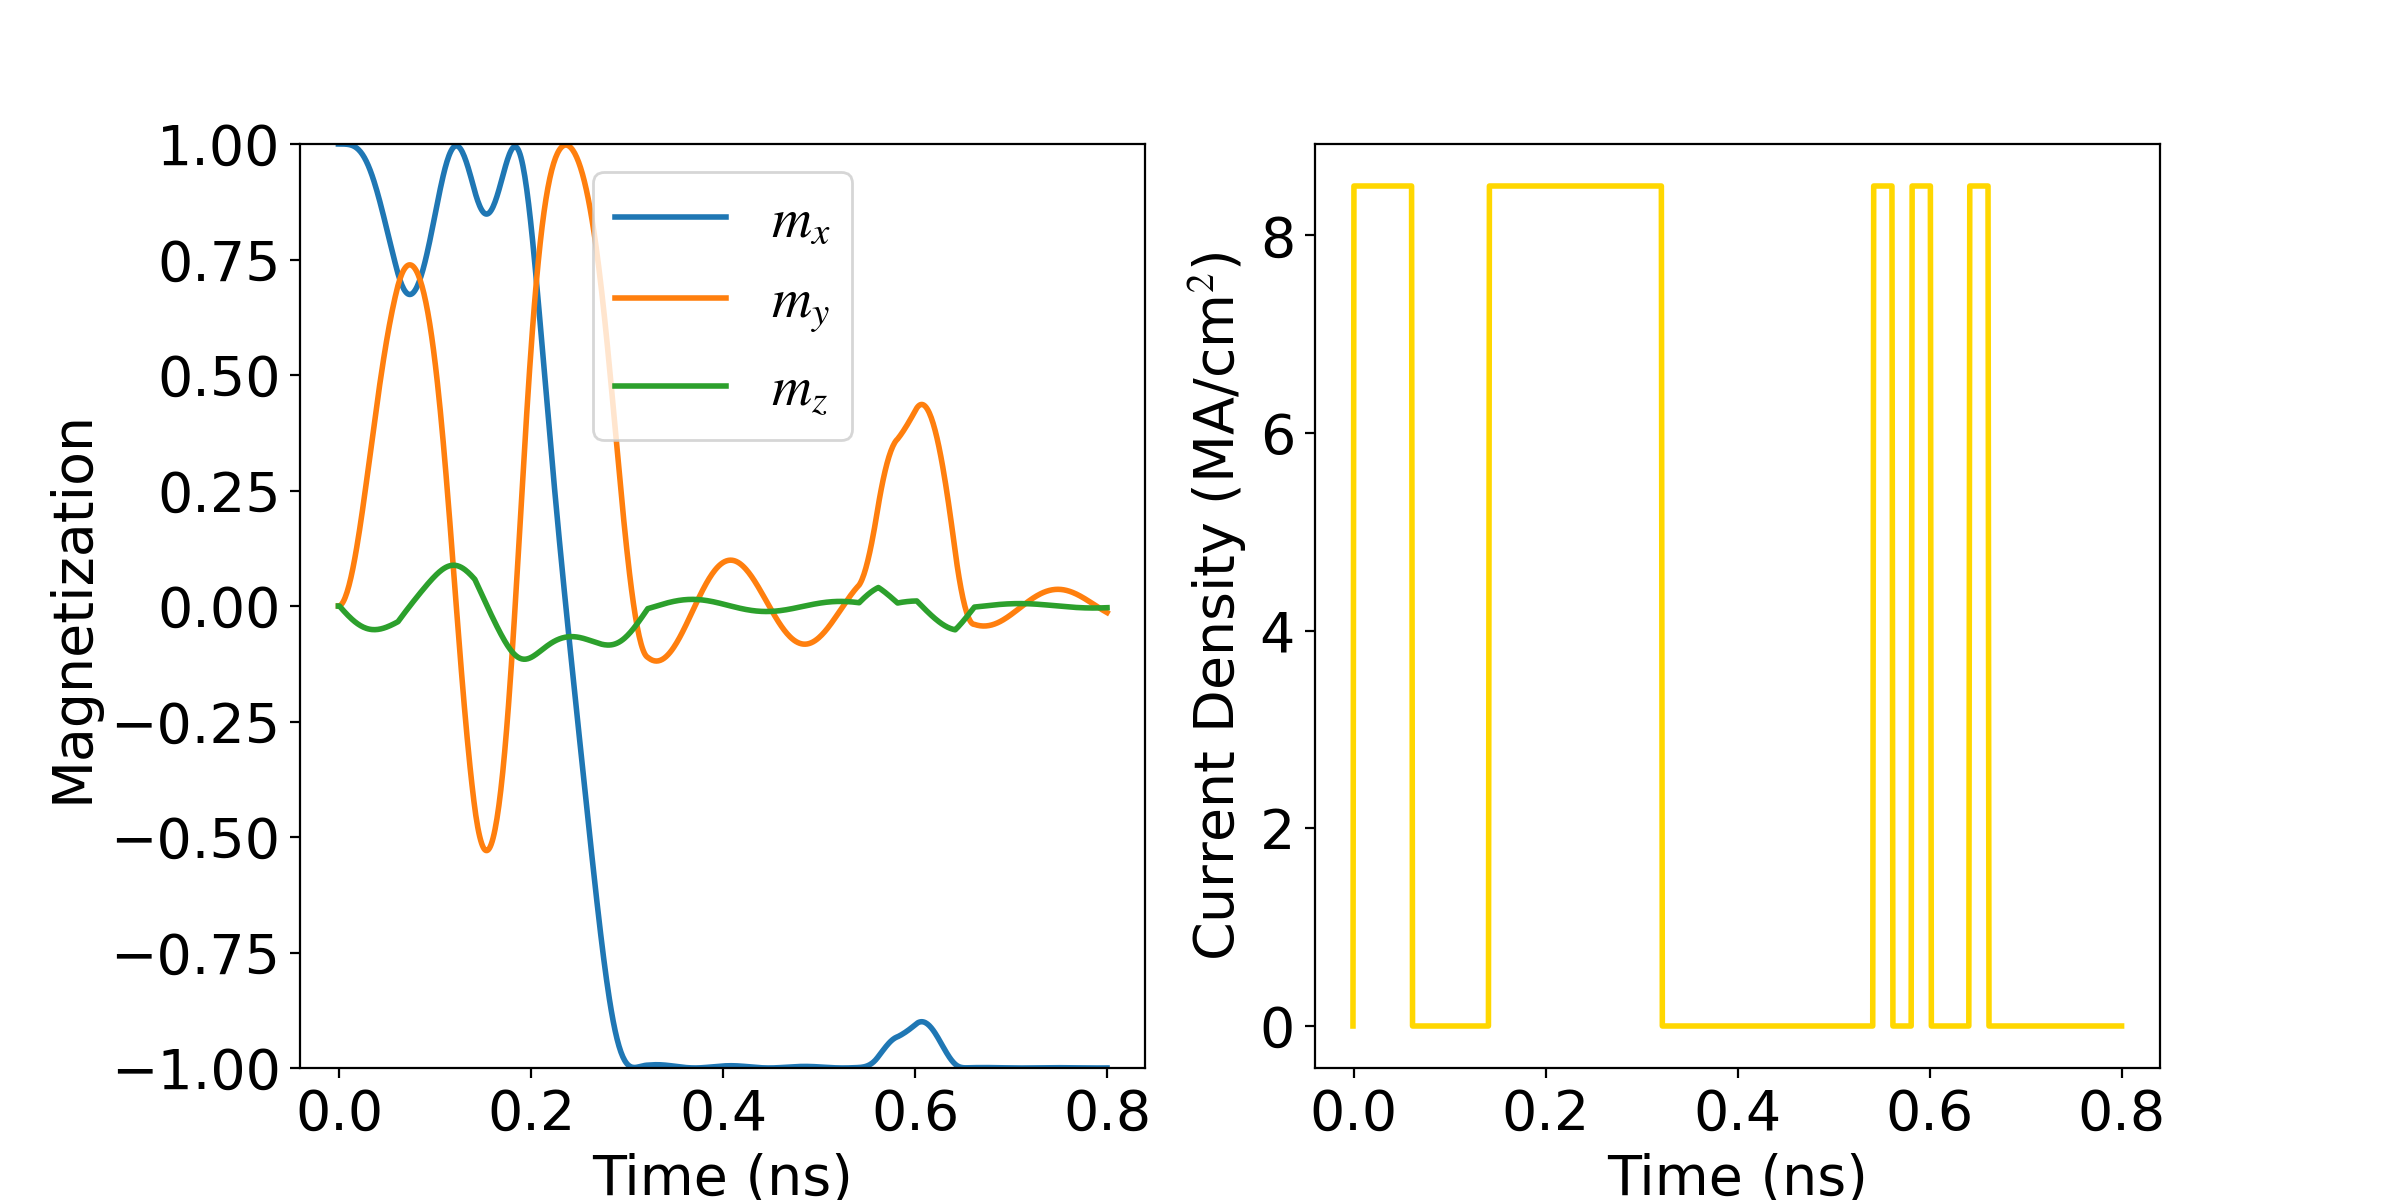 Magnetization
1.00
0.75
0.50
0.25
0.00
−0.25
−0.50
−0.75
−1.00
0.0 0.2 0.4 0.6 0.8
Time (ns)
m_x
m_y
m_z
Current Density (MA/cm²)
8
6
4
2
0
0.0 0.2 0.4 0.6 0.8
Time (ns)